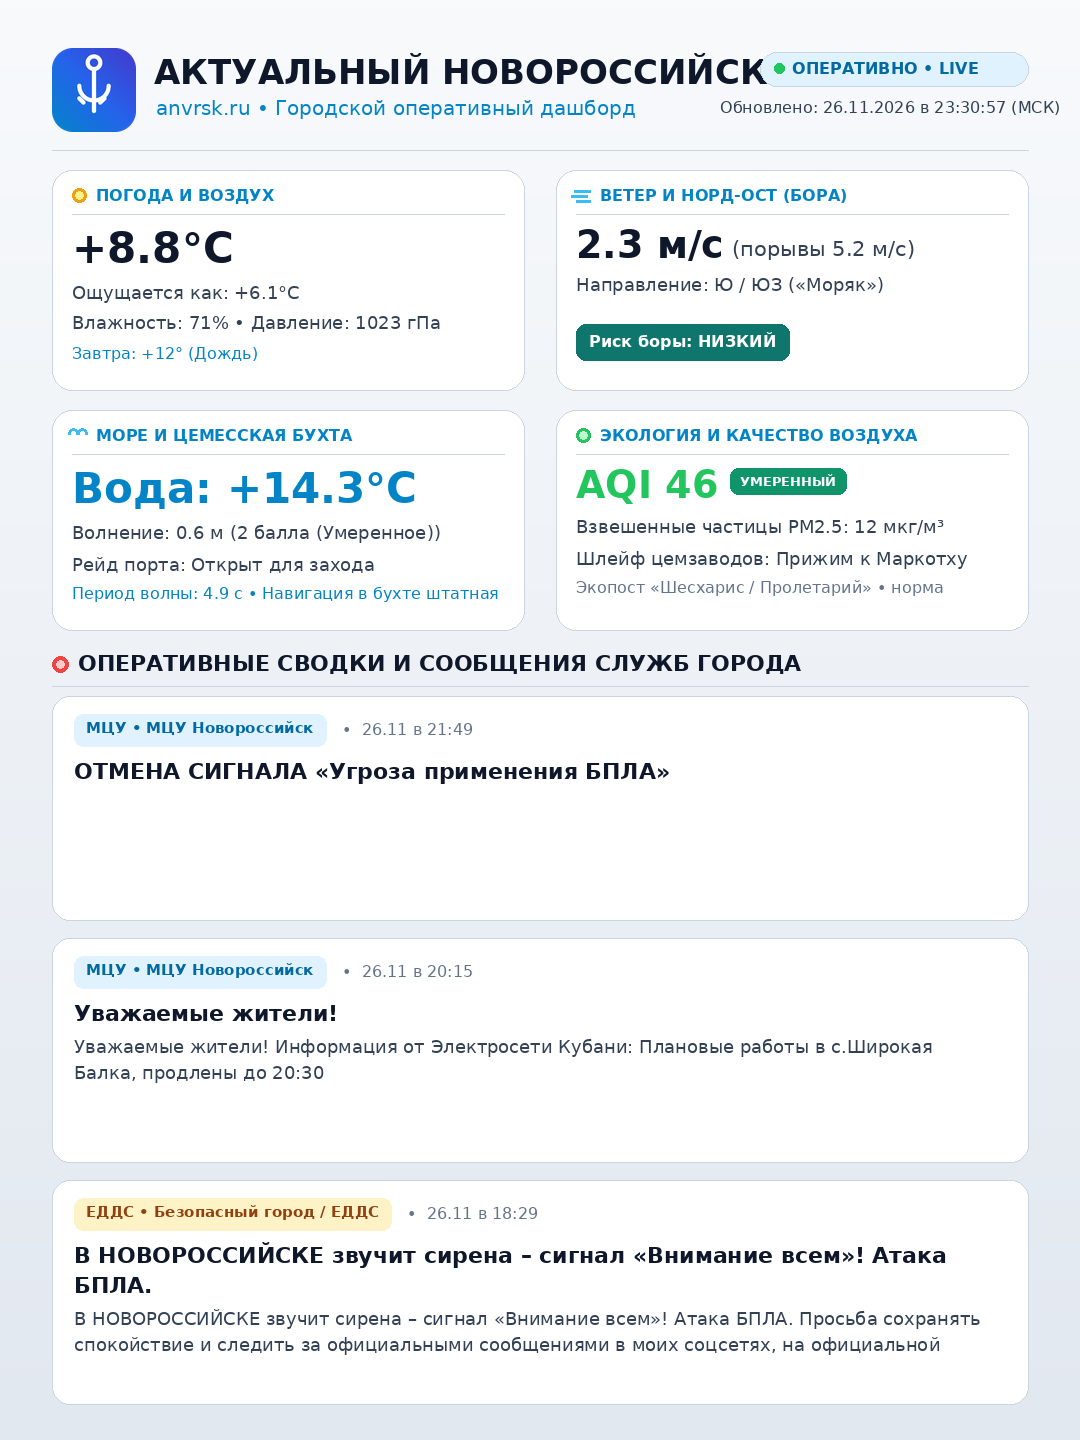 АКТУАЛЬНЫЙ НОВОРОССИЙСК
ОПЕРАТИВНО • LIVE
anvrsk.ru • Городской оперативный дашборд
Обновлено: 26.11.2026 в 23:30:57 (МСК)
ПОГОДА И ВОЗДУХ
+8.8°C
Ощущается как: +6.1°C
Влажность: 71% • Давление: 1023 гПа
Завтра: +12° (Дождь)
ВЕТЕР И НОРД-ОСТ (БОРА)
2.3 м/с (порывы 5.2 м/с)
Направление: Ю / ЮЗ («Моряк»)
Риск боры: НИЗКИЙ
МОРЕ И ЦЕМЕССКАЯ БУХТА
Вода: +14.3°C
Волнение: 0.6 м (2 балла (Умеренное))
Рейд порта: Открыт для захода
Период волны: 4.9 с • Навигация в бухте штатная
ЭКОЛОГИЯ И КАЧЕСТВО ВОЗДУХА
AQI 46 УМЕРЕННЫЙ
Взвешенные частицы PM2.5: 12 мкг/м³
Шлейф цемзаводов: Прижим к Маркотху
Экопост «Шесхарис / Пролетарий» • норма
ОПЕРАТИВНЫЕ СВОДКИ И СООБЩЕНИЯ СЛУЖБ ГОРОДА
МЦУ • МЦУ Новороссийск • 26.11 в 21:49
ОТМЕНА СИГНАЛА «Угроза применения БПЛА»
МЦУ • МЦУ Новороссийск • 26.11 в 20:15
Уважаемые жители!
Уважаемые жители! Информация от Электросети Кубани: Плановые работы в с.Широкая
Балка, продлены до 20:30
ЕДДС • Безопасный город / ЕДДС • 26.11 в 18:29
В НОВОРОССИЙСКЕ звучит сирена – сигнал «Внимание всем»! Атака
БПЛА.
В НОВОРОССИЙСКЕ звучит сирена – сигнал «Внимание всем»! Атака БПЛА. Просьба сохранять
спокойствие и следить за официальными сообщениями в моих соцсетях, на официальной